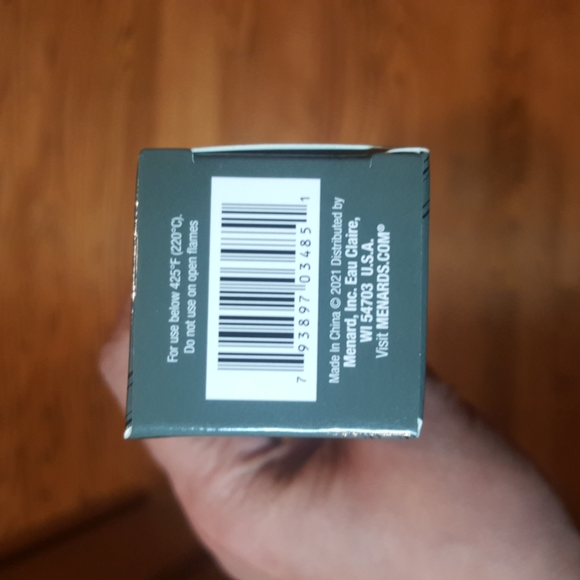 For use below 425°F (220°C).
Do not use on open flames
7 93897 03485 1
Made In China © 2021 Distributed by
Menard, Inc. Eau Claire,
WI 54703 U.S.A.
Visit MENARDS.COM®